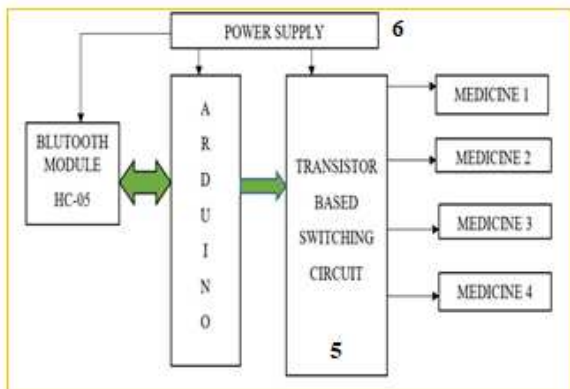 POWER SUPPLY
6
BLUTOOTH
MODULE
HC-05
A
R
D
U
I
N
O
TRANSISTOR
BASED
SWITCHING
CIRCUIT
5
MEDICINE 1
MEDICINE 2
MEDICINE 3
MEDICINE 4